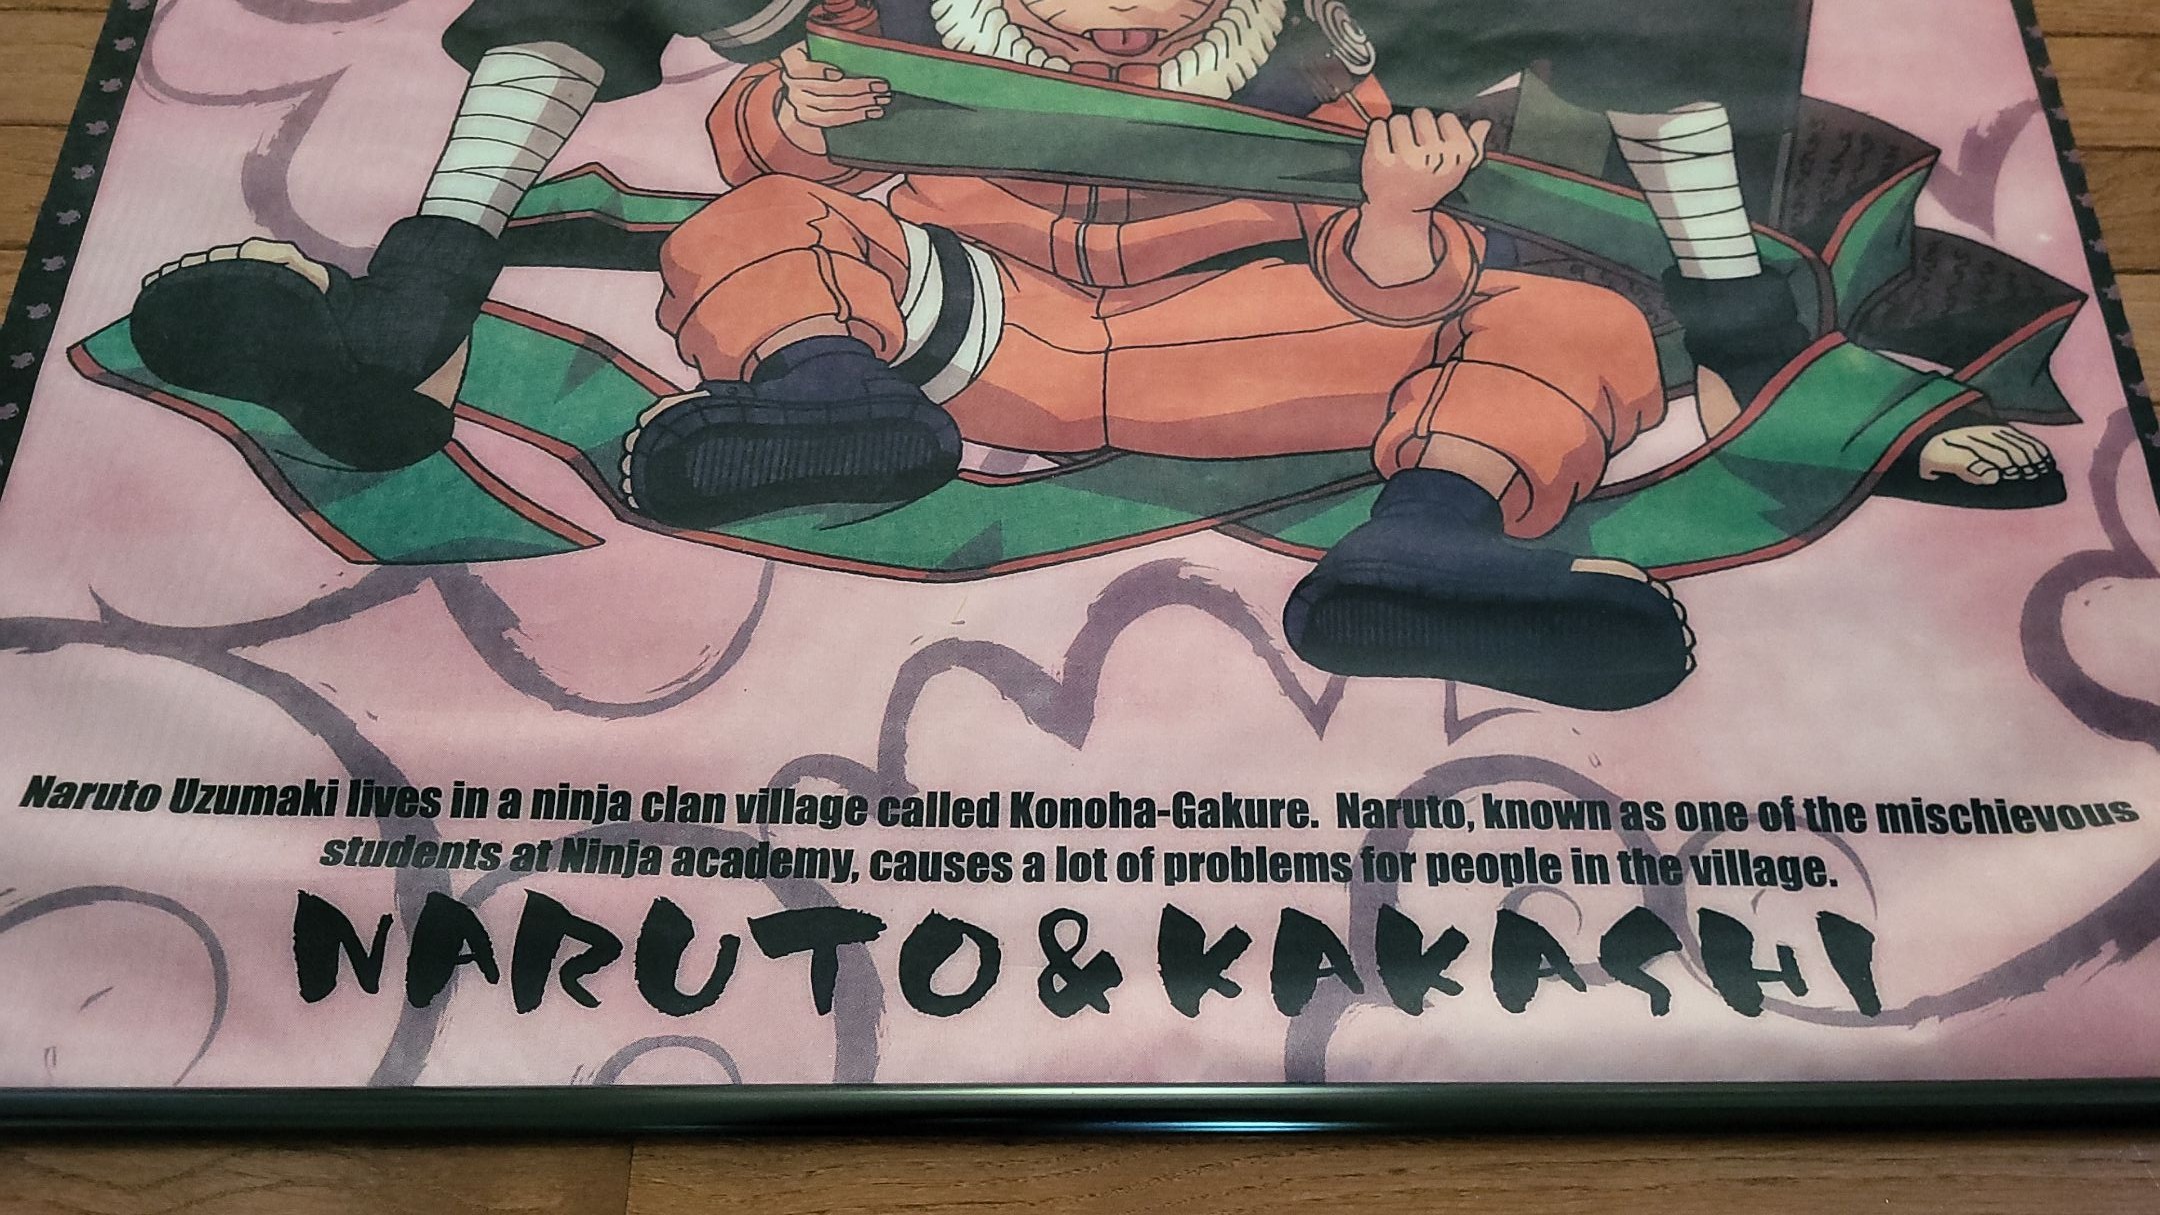 Naruto Uzumaki lives in a ninja clan village called Konoha-Gakure. Naruto, known as one of the mischievous
students at Ninja academy, causes a lot of problems for people in the village.
NARUTO & KAKASHI